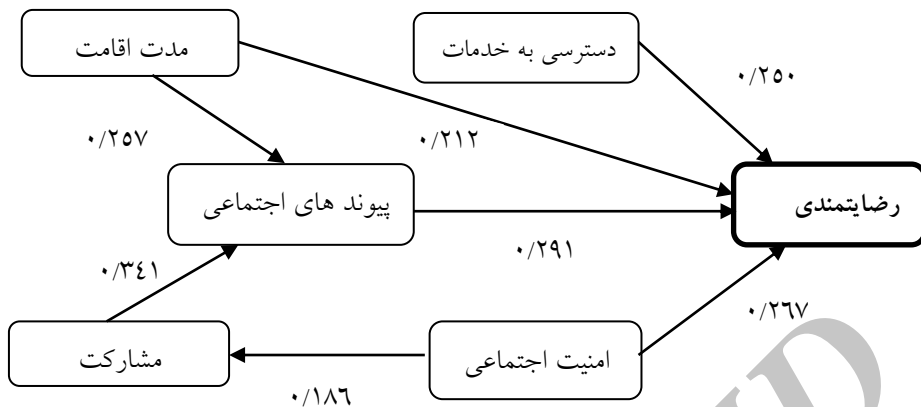 مدت اقامت
دسترسی به خدمات
۰/۲۵۰
۰/۲۵۷
۰/۲۱۲
پیوند های اجتماعی
رضایتمندی
۰/۲۹۱
۰/۳٤۱
۰/۲٦۷
مشارکت
امنیت اجتماعی
۰/۱۸٦